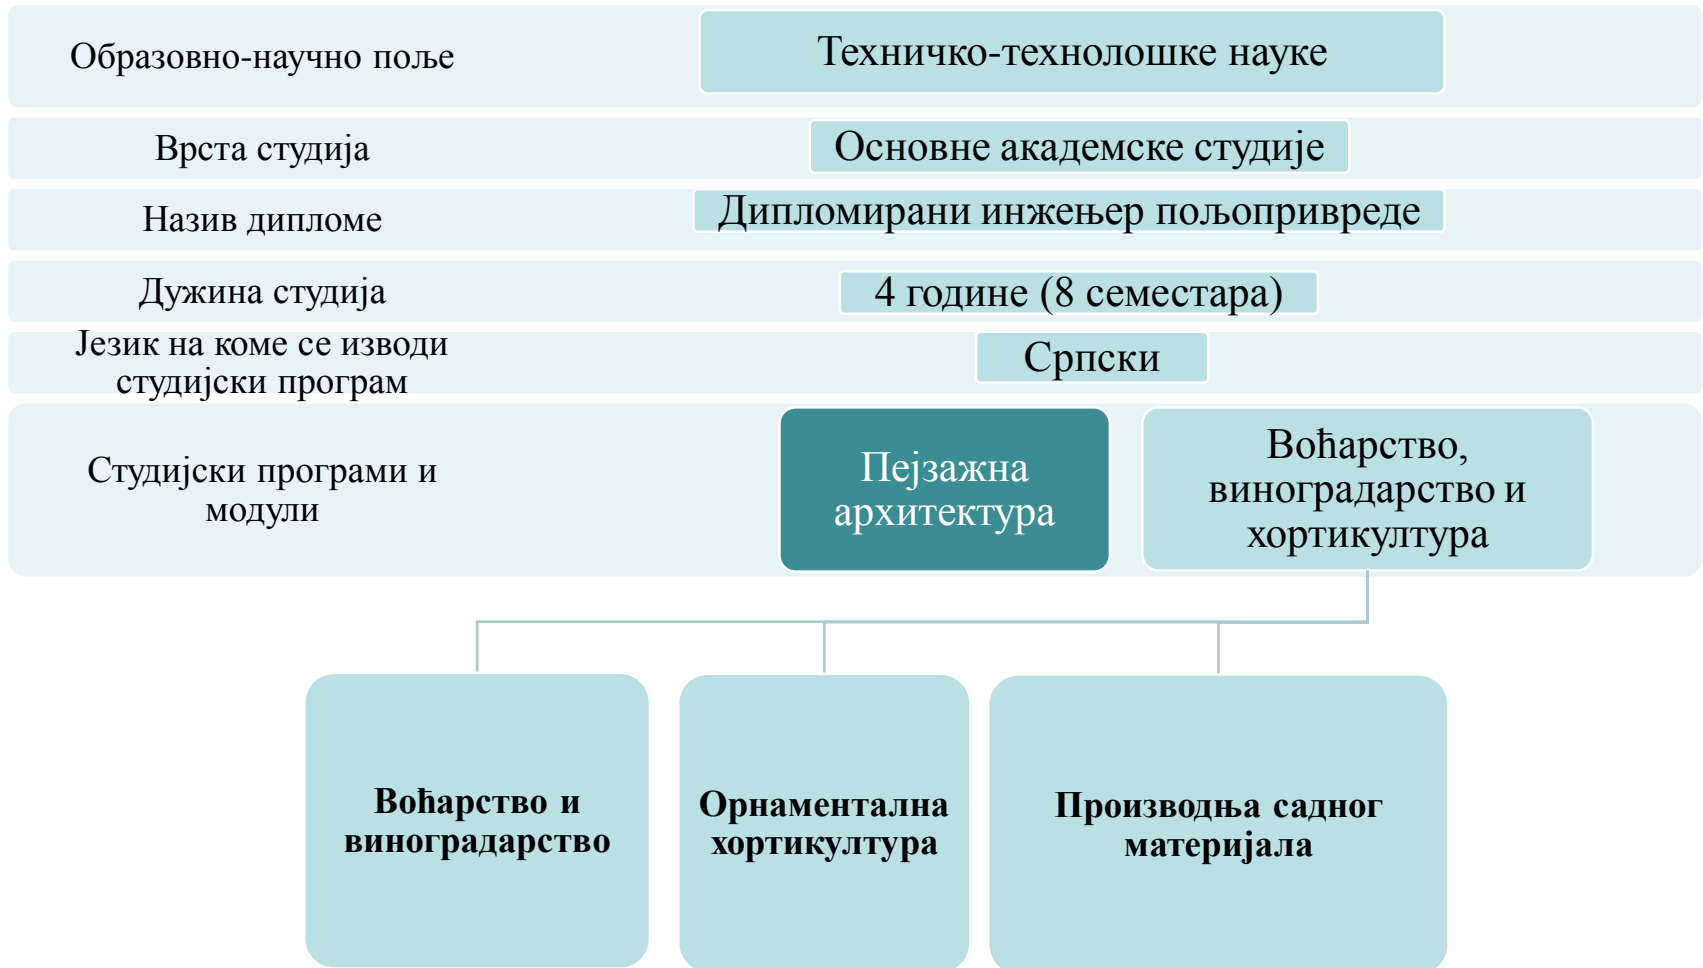 Образовно-научно поље
Техничко-технолошке науке
Врста студија
Основне академске студије
Назив дипломе
Дипломирани инжењер пољопривреде
Дужина студија
4 године (8 семестара)
Језик на коме се изводи
студијски програм
Српски
Студијски програми и
модули
Пејзажна
архитектура
Воћарство,
виноградарство и
хортикултура
Воћарство и
виноградарство
Орнаментална
хортикултура
Производња садног
материјала